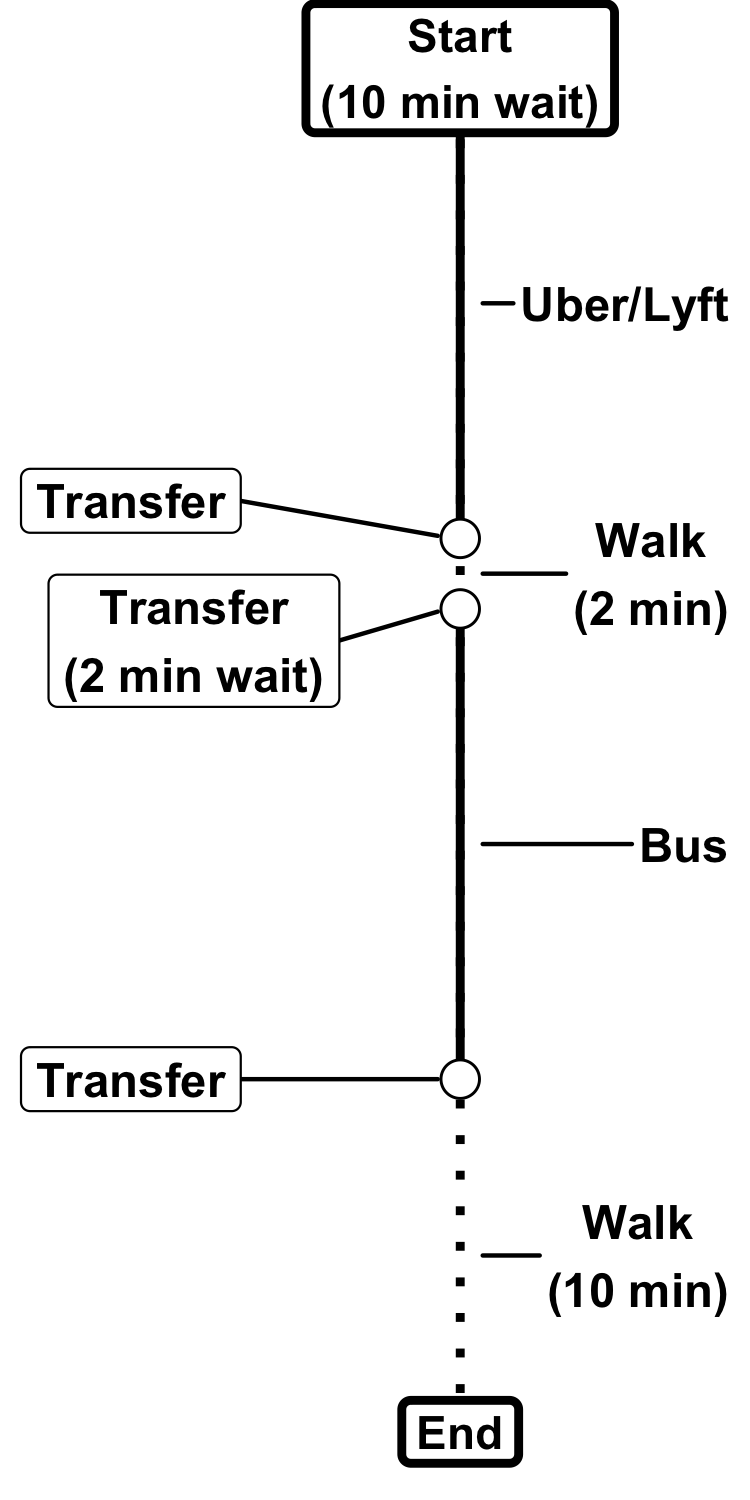 Start
(10 min wait)
Uber/Lyft
Transfer
Walk
(2 min)
Transfer
(2 min wait)
Bus
Transfer
Walk
(10 min)
End